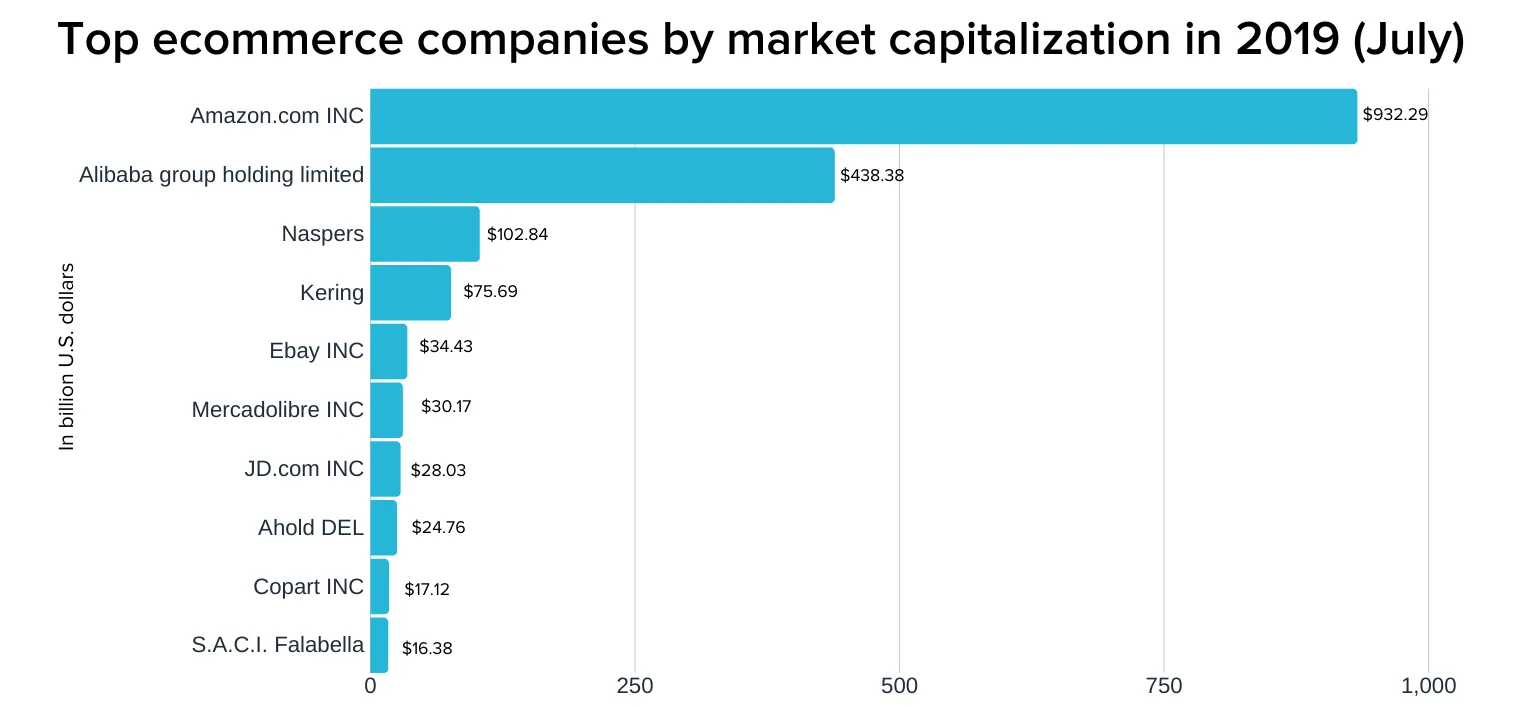 Top ecommerce companies by market capitalization in 2019 (July)
In billion U.S. dollars
Amazon.com INC $932.29
Alibaba group holding limited $438.38
Naspers $102.84
Kering $75.69
Ebay INC $34.43
Mercadolibre INC $30.17
JD.com INC $28.03
Ahold DEL $24.76
Copart INC $17.12
S.A.C.I. Falabella $16.38
0 250 500 750 1,000